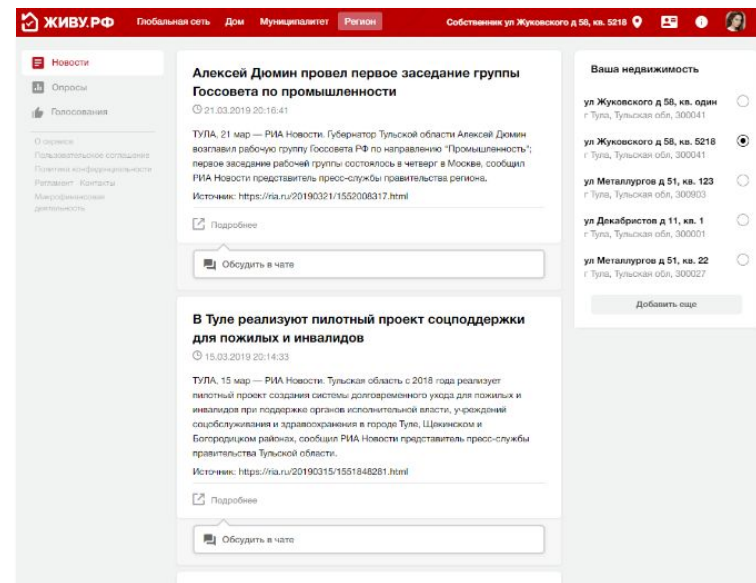 ЖИВУ.РФ
Глобальная сеть Дом Муниципалитет Регион
Собственник ул Жуковского д 58, кв. 5218
Новости
Опросы
Голосования
О сервисе
Пользовательское соглашение
Политика конфиденциальности
Регламент Контакты
Микрофинансовая
деятельность
Алексей Дюмин провел первое заседание группы
Госсовета по промышленности
21.03.2019 20:16:41
ТУЛА, 21 мар — РИА Новости. Губернатор Тульской области Алексей Дюмин
возглавил рабочую группу Госсовета РФ по направлению "Промышленность";
первое заседание рабочей группы состоялось в четверг в Москве, сообщил
РИА Новости представитель пресс-службы правительства региона.
Источник: https://ria.ru/20190321/1552008317.html
Подробнее
Обсудить в чате
В Туле реализуют пилотный проект соцподдержки
для пожилых и инвалидов
15.03.2019 20:14:33
ТУЛА, 15 мар — РИА Новости. Тульская область с 2018 года реализует
пилотный проект создания системы долговременного ухода для пожилых и
инвалидов при поддержке органов исполнительной власти, учреждений
соцобслуживания и здравоохранения в городе Туле, Щекинском и
Богородицком районах, сообщил РИА Новости представитель пресс-службы
правительства Тульской области.
Источник: https://ria.ru/20190315/1551848281.html
Подробнее
Обсудить в чате
Ваша недвижимость
ул Жуковского д 58, кв. один
г Тула, Тульская обл, 300041
ул Жуковского д 58, кв. 5218
г Тула, Тульская обл, 300041
ул Металлургов д 51, кв. 123
г Тула, Тульская обл, 300903
ул Декабристов д 11, кв. 1
г Тула, Тульская обл, 300001
ул Металлургов д 51, кв. 22
г Тула, Тульская обл, 300027
Добавить еще